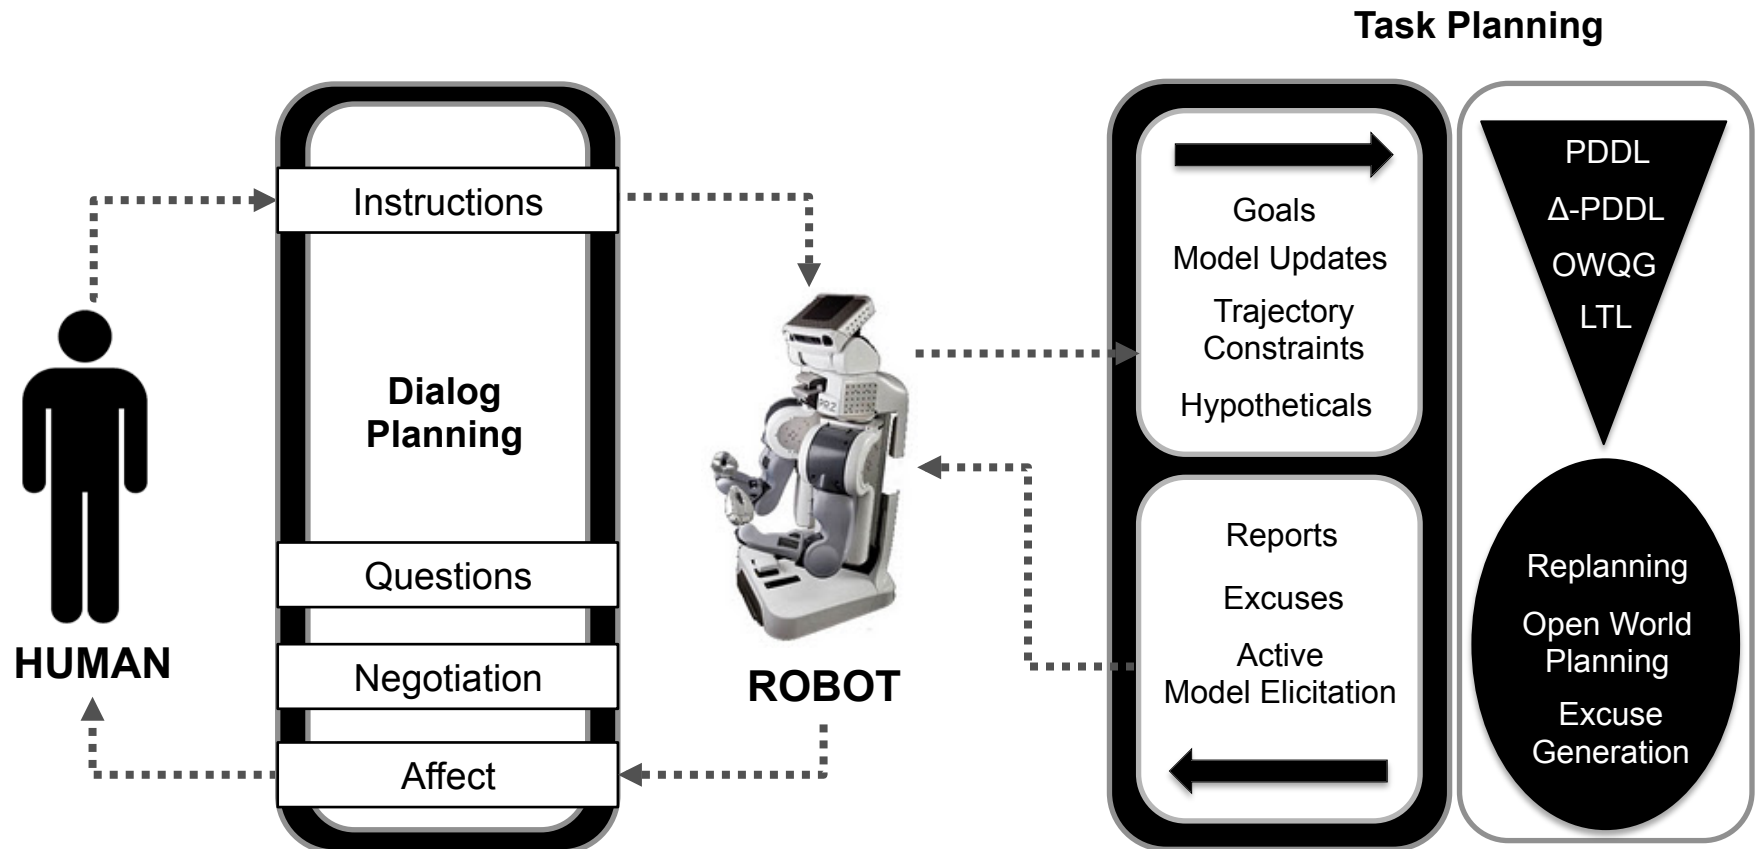 Task Planning
Instructions
Dialog
Planning
Questions
Negotiation
Affect
HUMAN
PR2
ROBOT
Goals
Model Updates
Trajectory
Constraints
Hypotheticals
Reports
Excuses
Active
Model Elicitation
PDDL
Δ-PDDL
OWQG
LTL
Replanning
Open World
Planning
Excuse
Generation